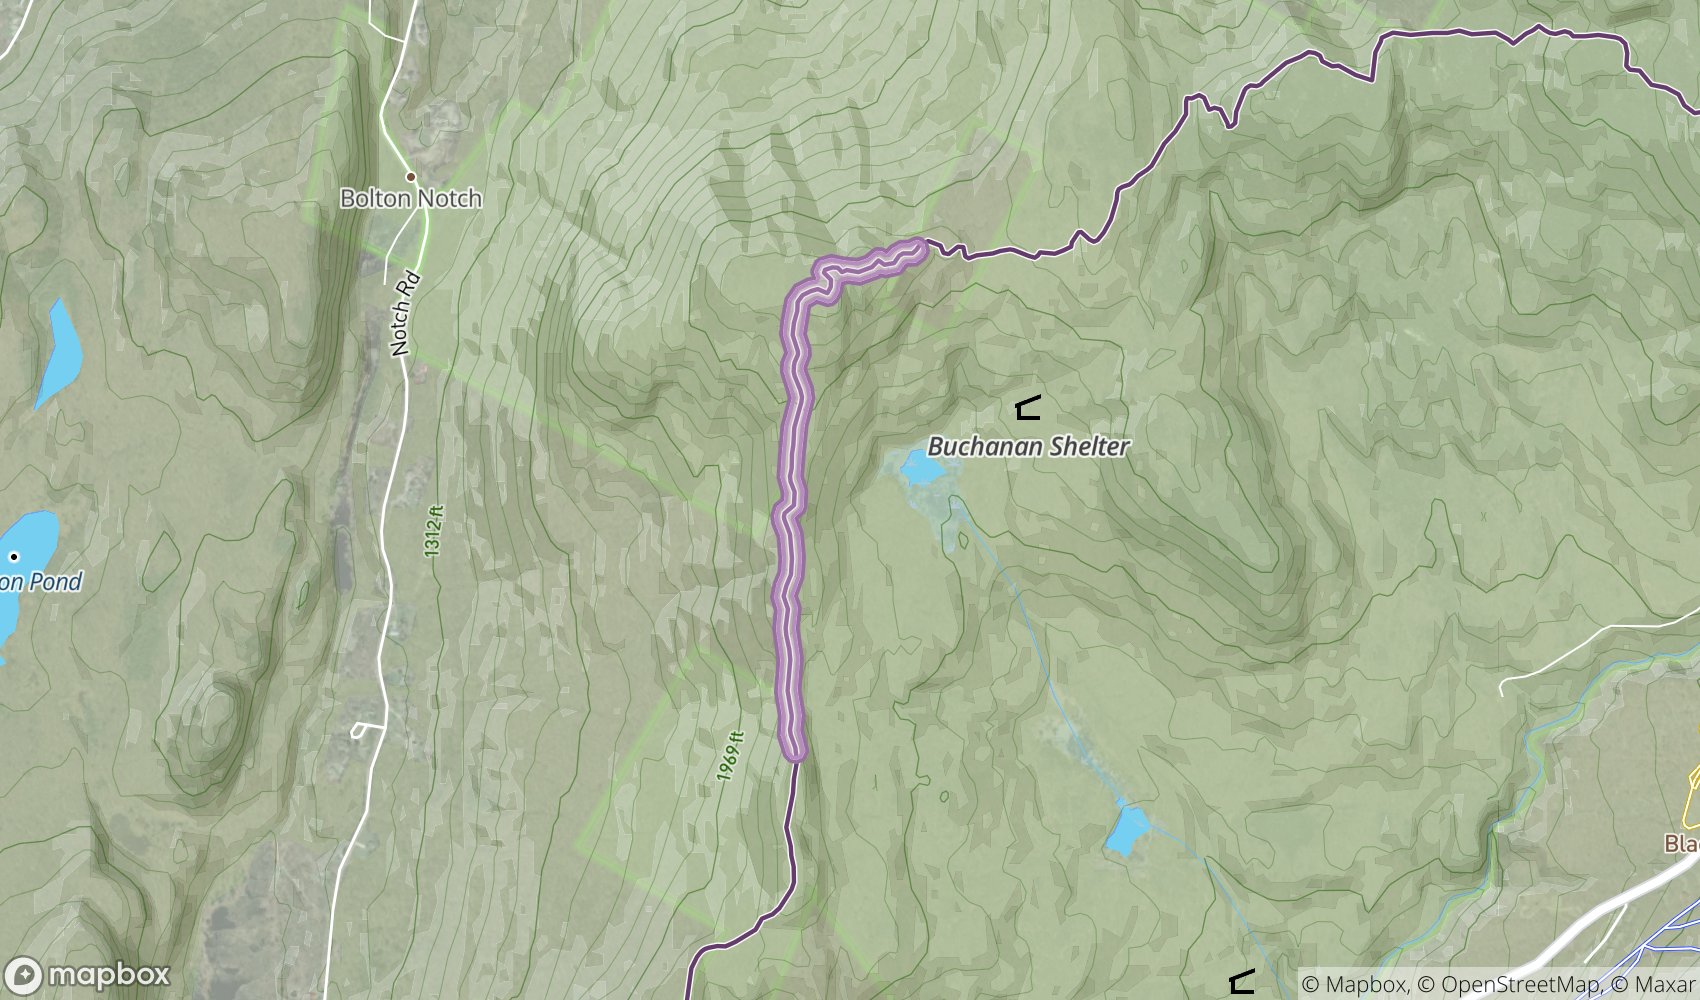 Bolton Notch
Notch Rd
Buchanan Shelter
1312 ft
on Pond
1969 ft
Bla
mapbox
© Mapbox, © OpenStreetMap, © Maxar